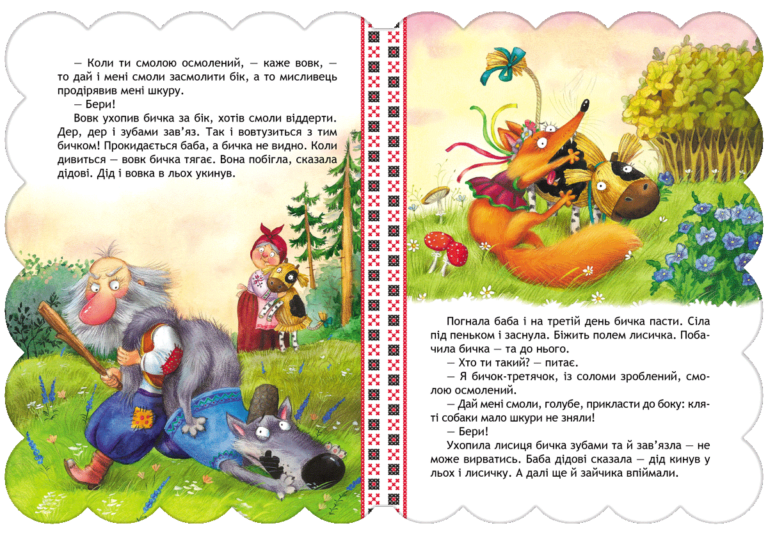 — Коли ти смолою осмолений, — каже вовк, —
то дай і мені смоли засмолити бік, а то мисливець
продірявив мені шкуру.
— Бери!
Вовк ухопив бичка за бік, хотів смоли віддерти.
Дер, дер і зубами зав’яз. Так і вовтузиться з тим
бичком! Прокидається баба, а бичка не видно. Коли
дивиться — вовк бичка тягає. Вона побігла, сказала
дідові. Дід і вовка в льох укинув.
Погнала баба і на третій день бичка пасти. Сіла
під пеньком і заснула. Біжить полем лисичка. Поба-
чила бичка — та до нього.
— Хто ти такий? — питає.
— Я бичок-третячок, із соломи зроблений, смо-
лою осмолений.
— Дай мені смоли, голубе, прикласти до боку: кля-
ті собаки мало шкури не зняли!
— Бери!
Ухопила лисиця бичка зубами та й зав’язла — не
може вирватись. Баба дідові сказала — дід кинув у
льох і лисичку. А далі ще й зайчика впіймали.